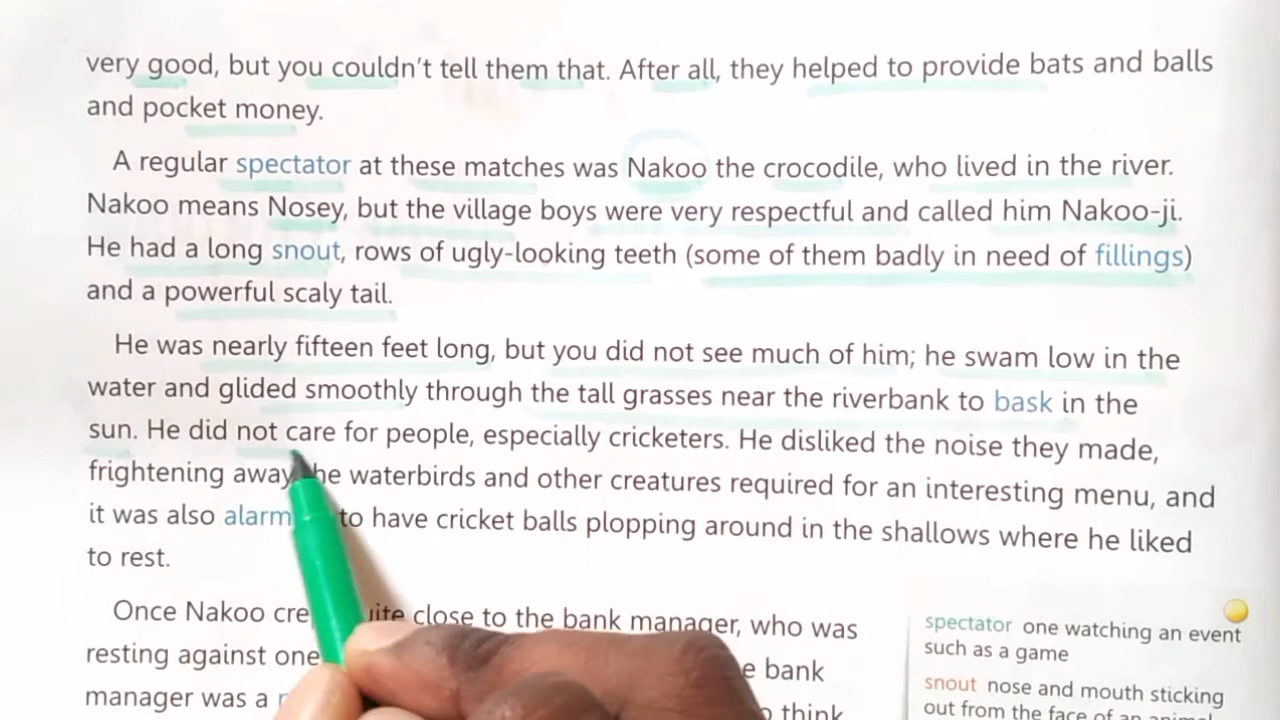 very good, but you couldn't tell them that. After all, they helped to provide bats and balls
and pocket money.
A regular spectator at these matches was Nakoo the crocodile, who lived in the river.
Nakoo means Nosey, but the village boys were very respectful and called him Nakoo-ji.
He had a long snout, rows of ugly-looking teeth (some of them badly in need of fillings)
and a powerful scaly tail.
He was nearly fifteen feet long, but you did not see much of him; he swam low in the
water and glided smoothly through the tall grasses near the riverbank to bask in the
sun. He did not care for people, especially cricketers. He disliked the noise they made,
frightening away he waterbirds and other creatures required for an interesting menu, and
it was also alarm to have cricket balls plopping around in the shallows where he liked
to rest.
Once Nakoo cre close to the bank manager, who was
resting against one e bank
manager was a think
spectator one watching an event
such as a game
snout nose and mouth sticking
out from the face of an animal